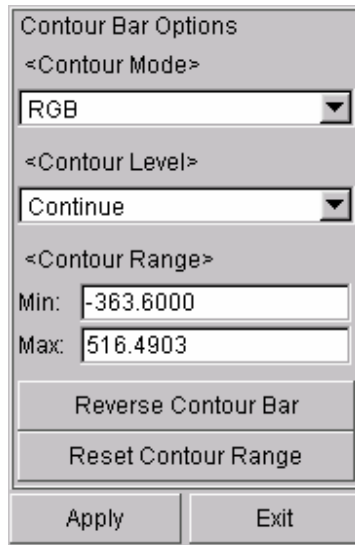 Contour Bar Options
<Contour Mode>
RGB
<Contour Level>
Continue
<Contour Range>
Min: -363.6000
Max: 516.4903
Reverse Contour Bar
Reset Contour Range
Apply Exit